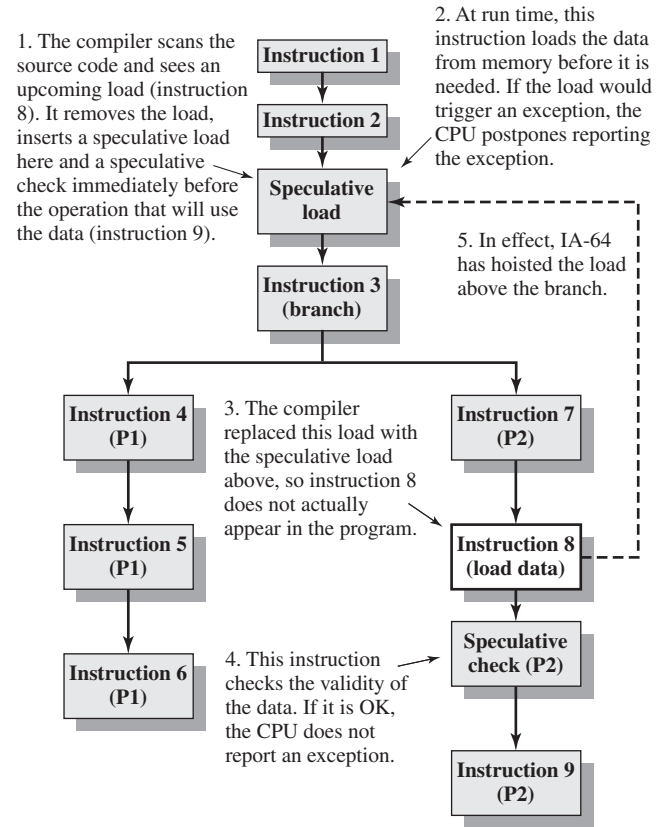 1. The compiler scans the
source code and sees an
upcoming load (instruction
8). It removes the load,
inserts a speculative load
here and a speculative
check immediately before
the operation that will use
the data (instruction 9).
Instruction 1
Instruction 2
Speculative
load
2. At run time, this
instruction loads the data
from memory before it is
needed. If the load would
trigger an exception, the
CPU postpones reporting
the exception.
Instruction 3
(branch)
5. In effect, IA-64
has hoisted the load
above the branch.
Instruction 4
(P1)
Instruction 5
(P1)
Instruction 6
(P1)
3. The compiler
replaced this load with
the speculative load
above, so instruction 8
does not actually
appear in the program.
Instruction 7
(P2)
Instruction 8
(load data)
4. This instruction
checks the validity of
the data. If it is OK,
the CPU does not
report an exception.
Speculative
check (P2)
Instruction 9
(P2)